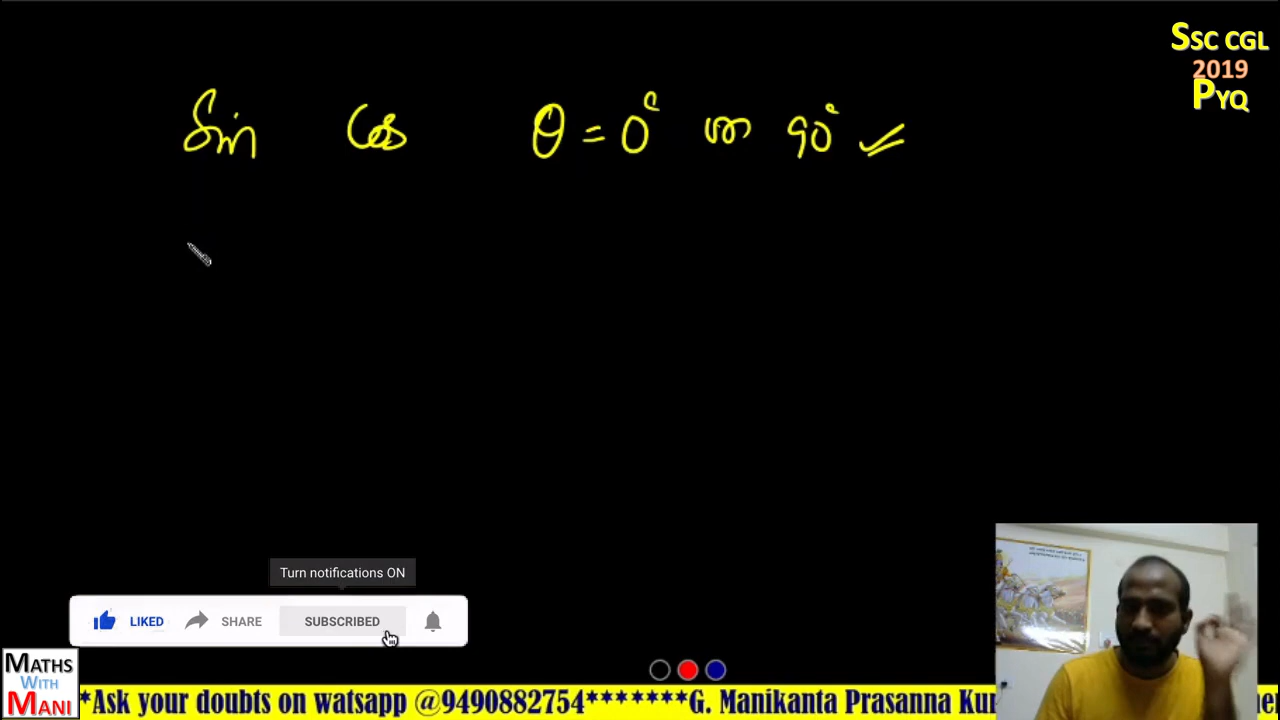 SSC CGL
2019
PYQ
Sin Cos θ = 0° or 90°
Turn notifications ON
LIKED SHARE SUBSCRIBED
MATHS
WITH
MANI
*Ask your doubts on watsapp @9490882754*******G. Manikanta Prasanna